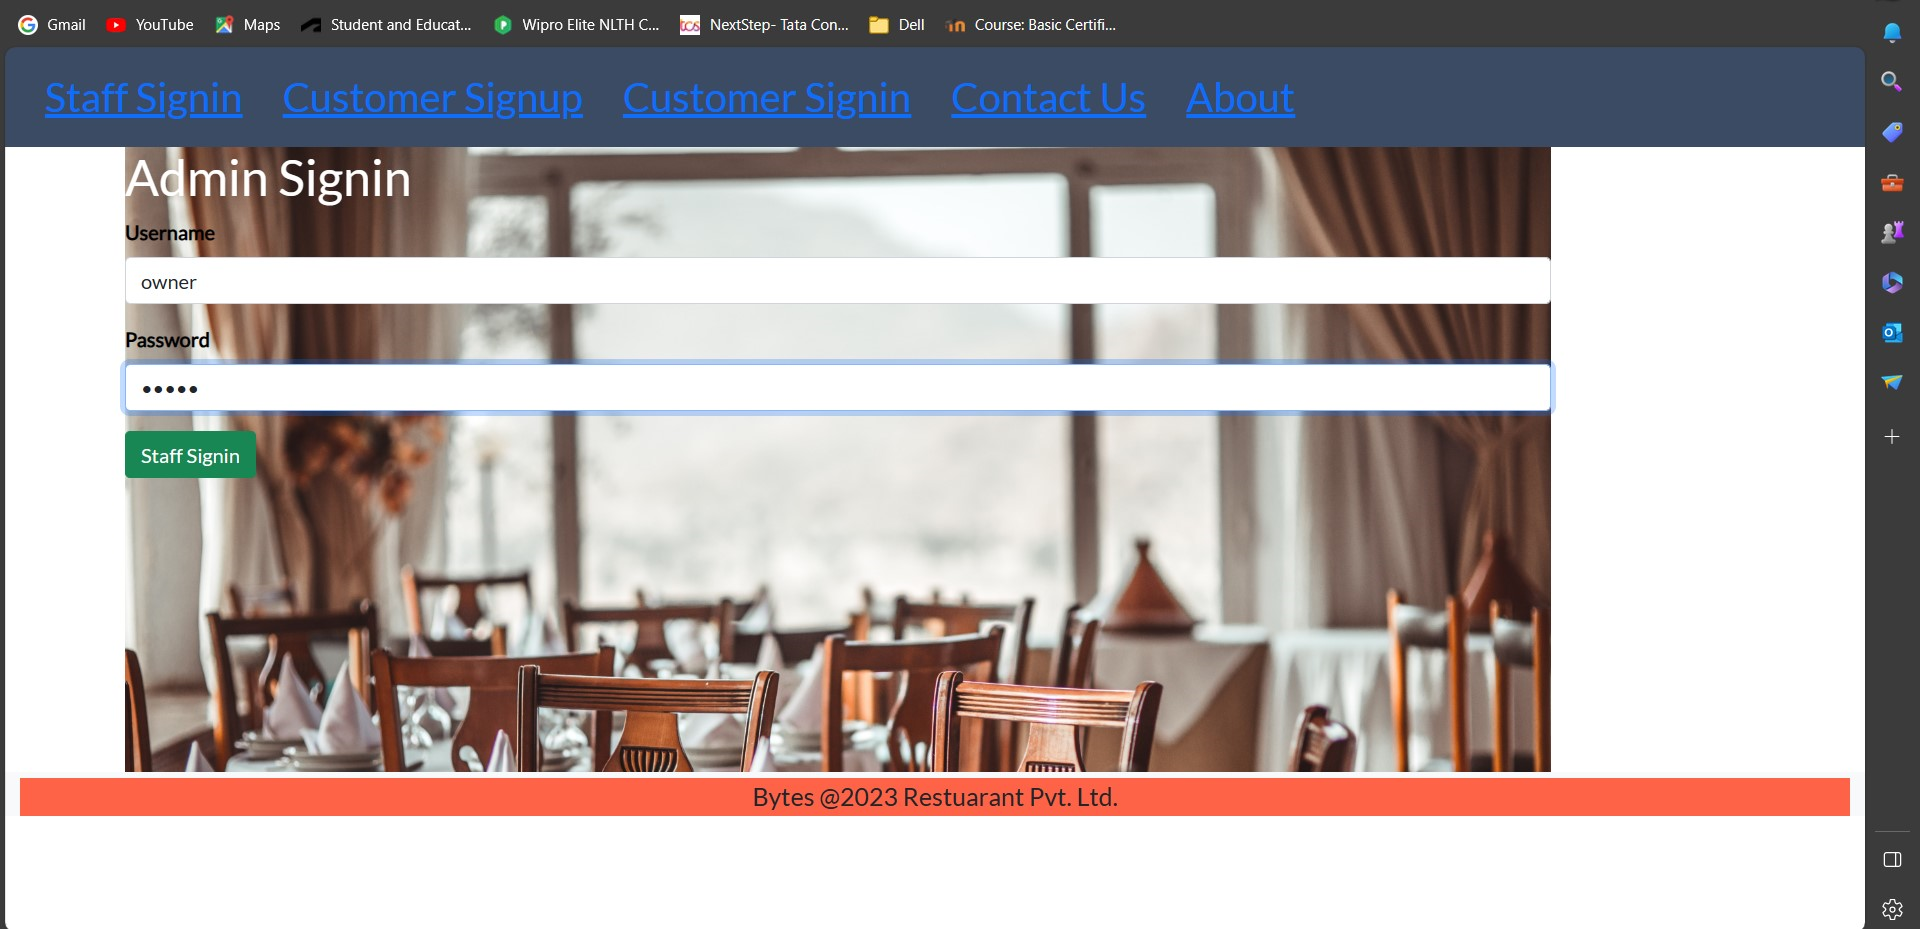 Gmail YouTube Maps Student and Educat... Wipro Elite NLTH C... tcs NextStep- Tata Con... Dell Course: Basic Certifi...
Staff Signin Customer Signup Customer Signin Contact Us About
Admin Signin
Username
owner
Password
•••••
Staff Signin
Bytes @2023 Restuarant Pvt. Ltd.